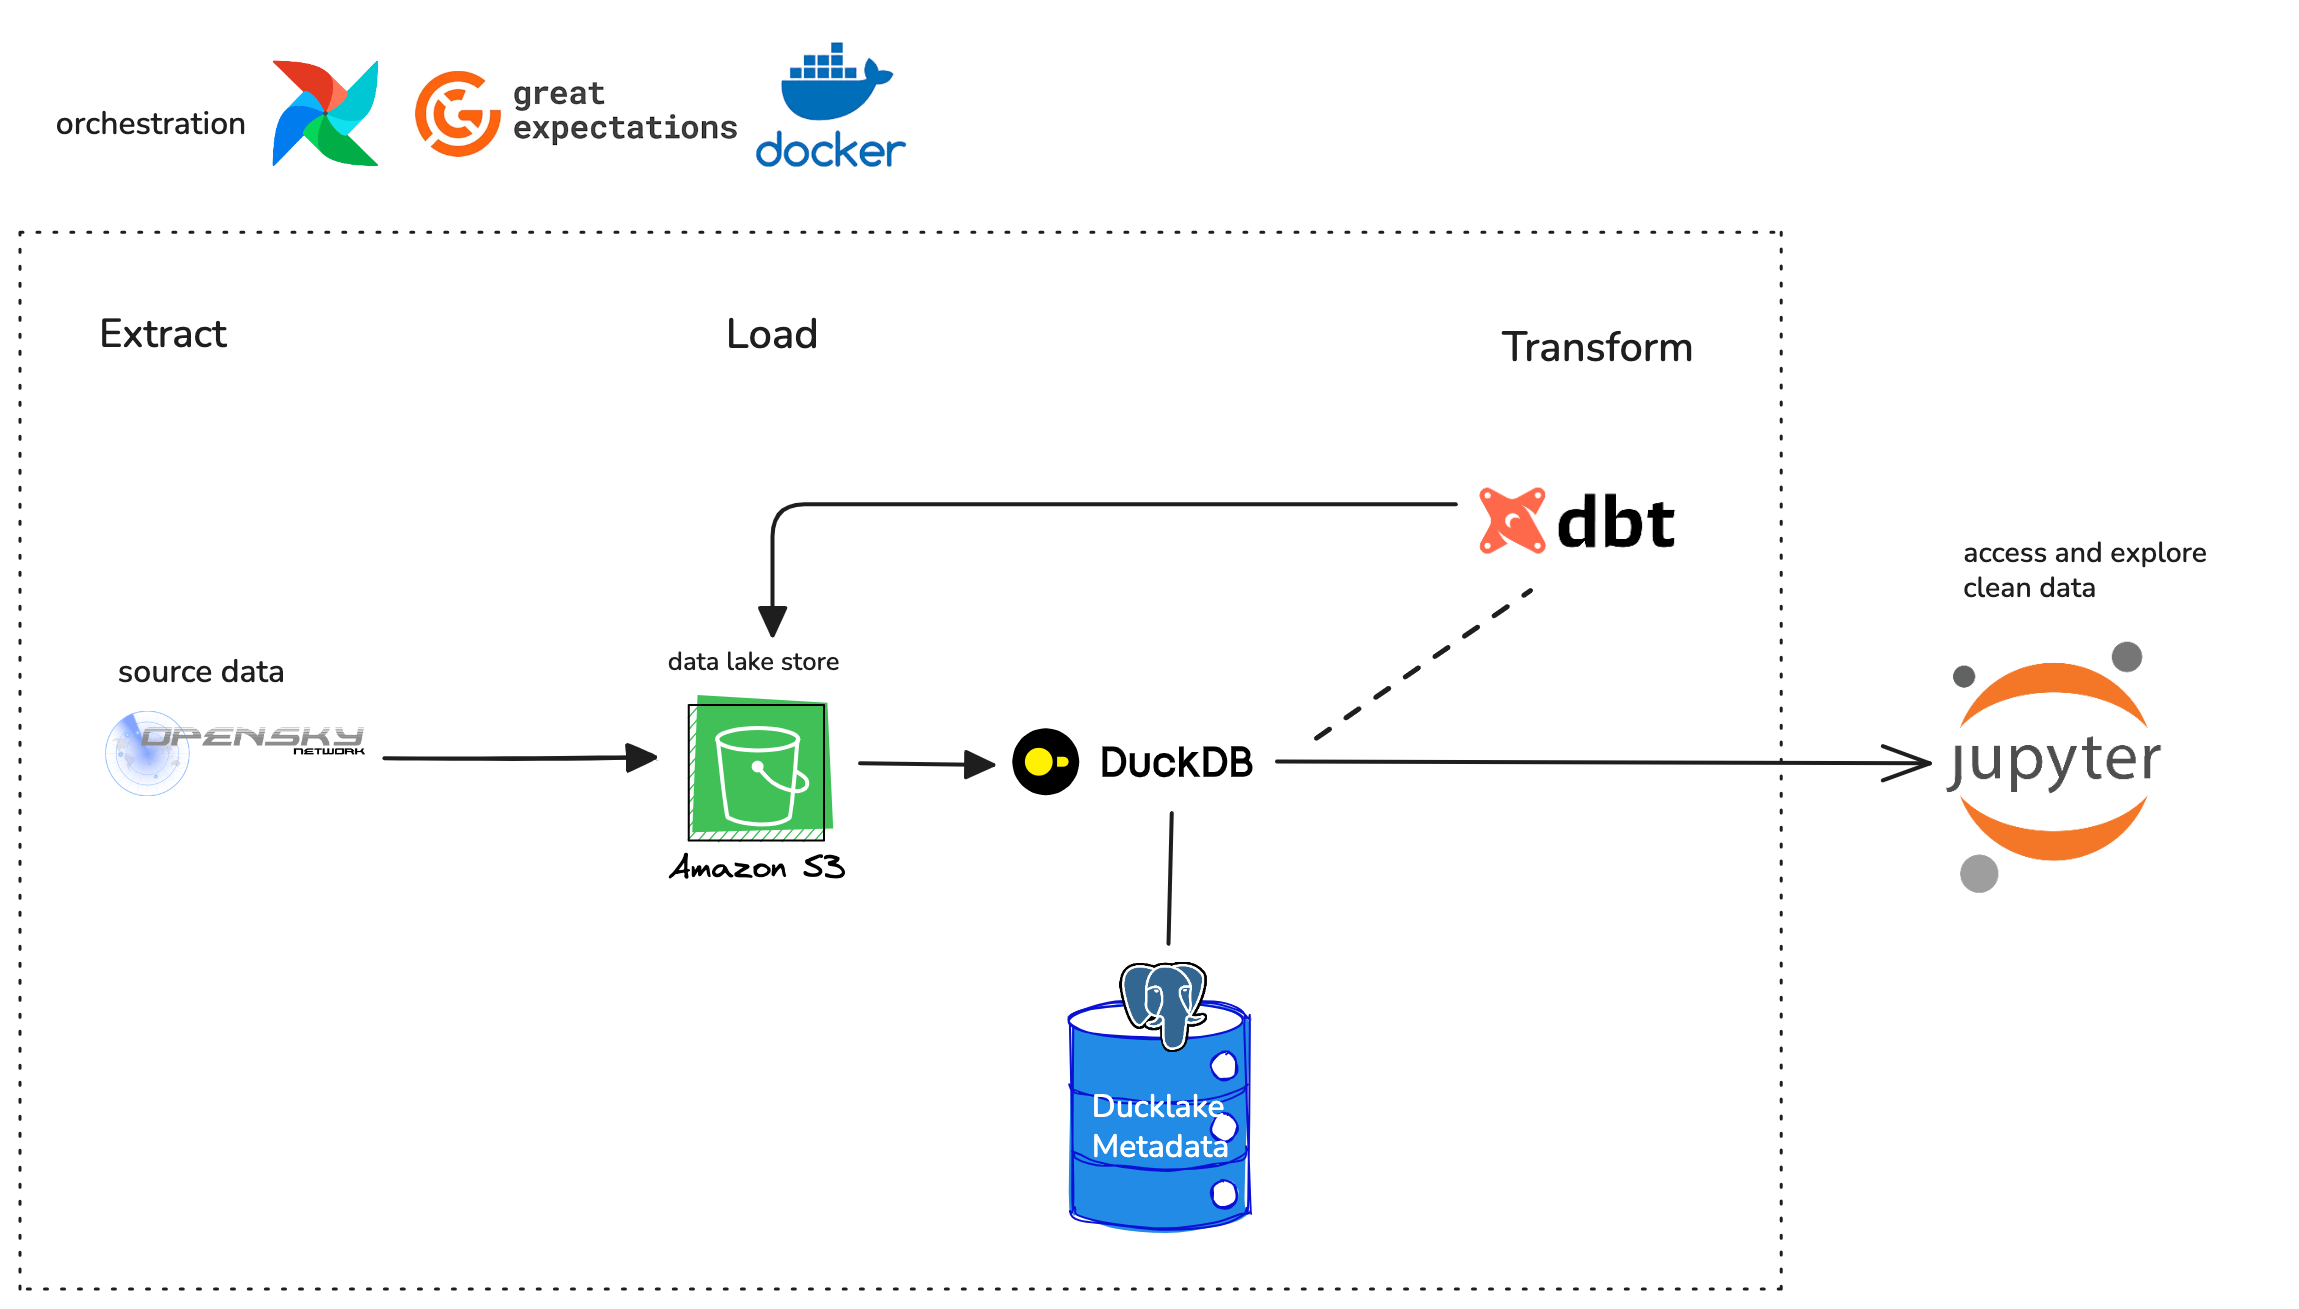 orchestration
great
expectations
docker
Extract
Load
Transform
dbt
access and explore
clean data
source data
OPENSKY
NETWORK
data lake store
Amazon S3
DuckDB
jupyter
Ducklake
Metadata